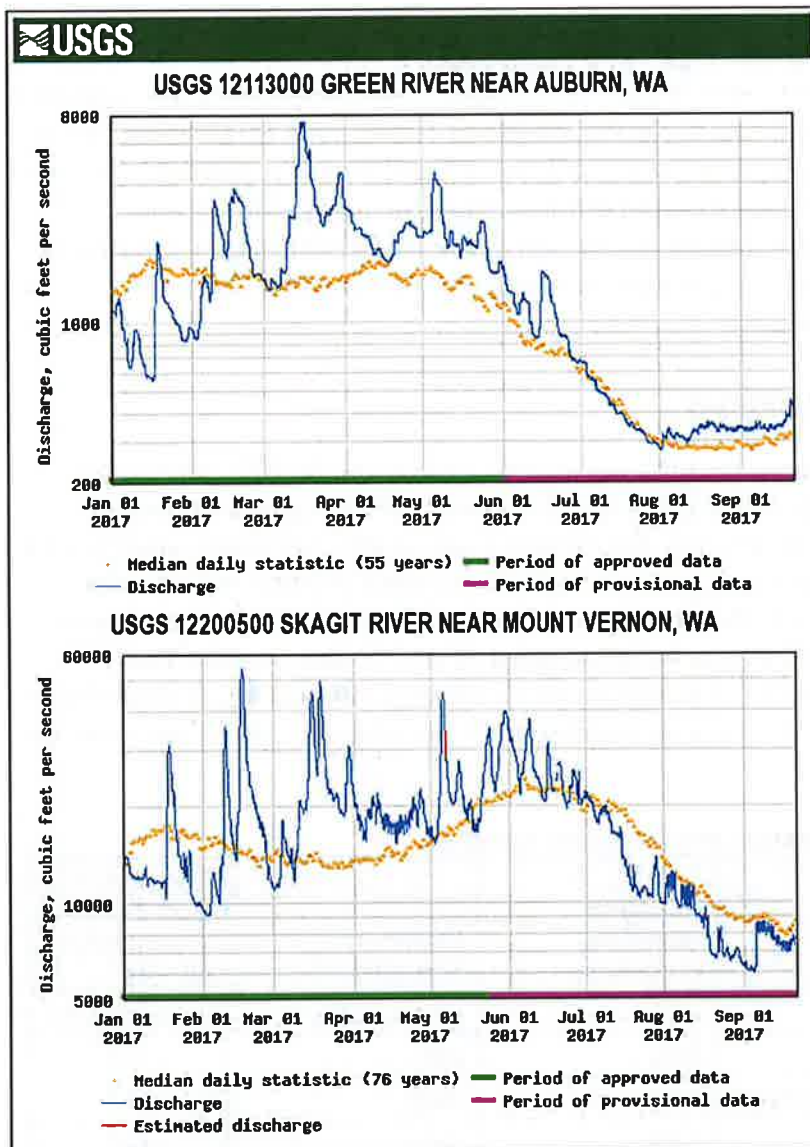 USGS
USGS 12113000 GREEN RIVER NEAR AUBURN, WA
8000
Discharge, cubic feet per second
1600
200
Jan 01 Feb 01 Mar 01 Apr 01 May 01 Jun 01 Jul 01 Aug 01 Sep 01
2017 2017 2017 2017 2017 2017 2017 2017 2017
Median daily statistic (55 years) Period of approved data
Discharge Period of provisional data
USGS 12200500 SKAGIT RIVER NEAR MOUNT VERNON, WA
60000
Discharge, cubic feet per second
10000
5000
Jan 01 Feb 01 Mar 01 Apr 01 May 01 Jun 01 Jul 01 Aug 01 Sep 01
2017 2017 2017 2017 2017 2017 2017 2017 2017
Median daily statistic (76 years) Period of approved data
Discharge Period of provisional data
Estimated discharge